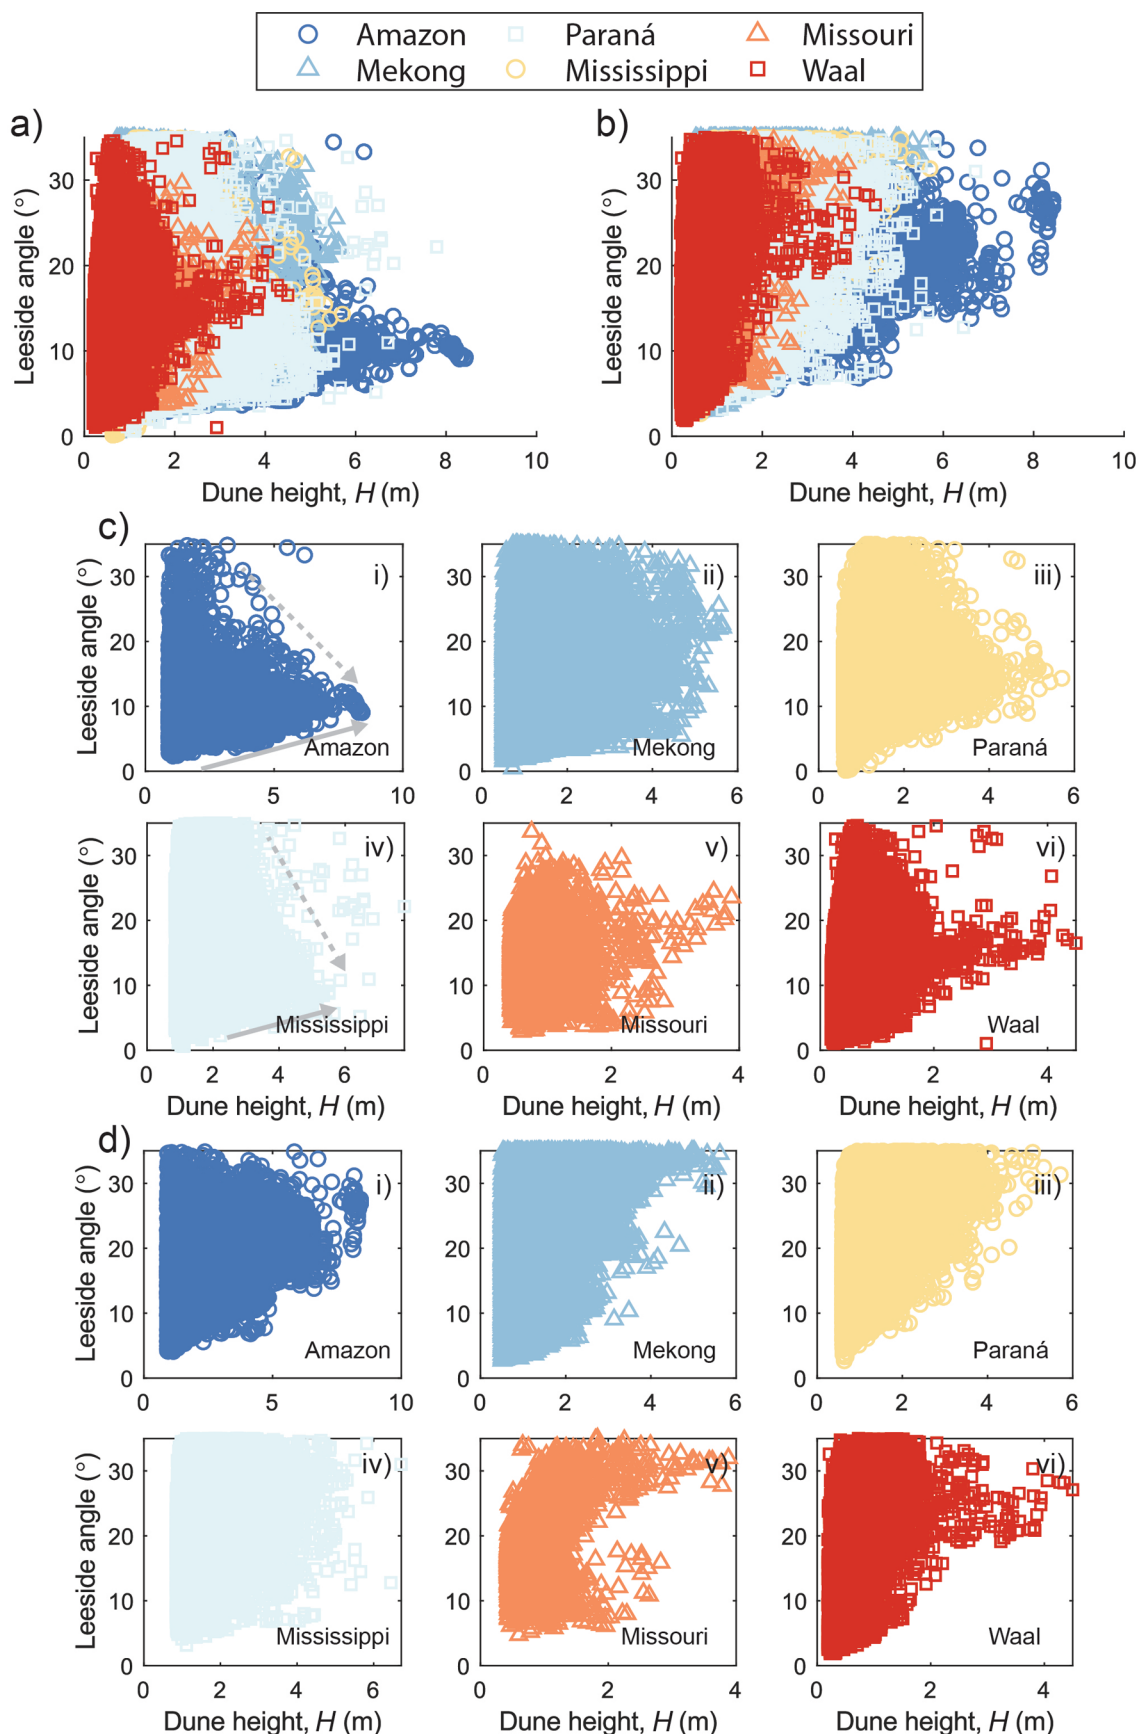 Amazon Paraná Missouri
Mekong Mississippi Waal
a) b)
30 30
20 20
10 10
0 0
Leeside angle (°) Leeside angle (°)
0 2 4 6 8 10 0 2 4 6 8 10
Dune height, H (m) Dune height, H (m)
c)
i) ii) iii)
30 30 30
20 20 20
10 10 10
Leeside angle (°)
Amazon Mekong Paraná
0 0 0
0 5 10 0 2 4 6 0 2 4 6
iv) v) vi)
30 30 30
20 20 20
10 10 10
Leeside angle (°)
Mississippi Missouri Waal
0 0 0
0 2 4 6 0 2 4 0 2 4
Dune height, H (m) Dune height, H (m) Dune height, H (m)
d)
i) ii) iii)
30 30 30
20 20 20
10 10 10
Leeside angle (°)
Amazon Mekong Paraná
0 0 0
0 5 10 0 2 4 6 0 2 4 6
iv) v) vi)
30 30 30
20 20 20
10 10 10
Leeside angle (°)
Mississippi Missouri Waal
0 0 0
0 2 4 6 0 2 4 0 2 4
Dune height, H (m) Dune height, H (m) Dune height, H (m)